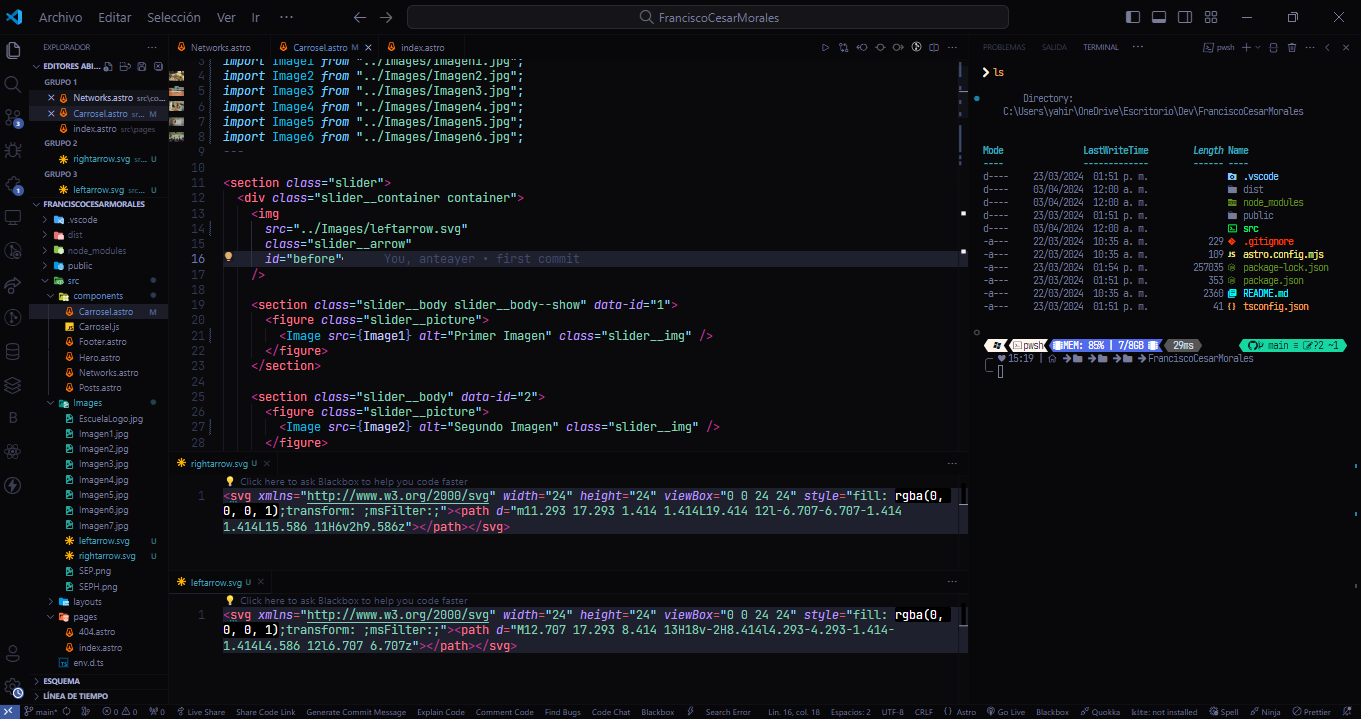 Archivo Editar Selección Ver Ir ···
FranciscoCesarMorales
EXPLORADOR ···
EDITORES ABI...
GRUPO 1
Networks.astro src\co...
Carrosel.astro sr... M
index.astro src\pages
GRUPO 2
rightarrow.svg sr... U
GRUPO 3
leftarrow.svg src... U
FRANCISCOCESARMORALES
.vscode
dist
node_modules
public
src
components
Carrosel.astro M
Carrosel.js
Footer.astro
Hero.astro
Networks.astro
Posts.astro
Images
EscuelaLogo.jpg
Imagen1.jpg
Imagen2.jpg
Imagen3.jpg
Imagen4.jpg
Imagen5.jpg
Imagen6.jpg
Imagen7.jpg
leftarrow.svg U
rightarrow.svg U
SEP.png
SEPH.png
layouts
pages
404.astro
index.astro
env.d.ts
ESQUEMA
LÍNEA DE TIEMPO
Networks.astro
Carrosel.astro M
index.astro
3 import Image1 from "../Images/Imagen1.jpg";
4 import Image2 from "../Images/Imagen2.jpg";
5 import Image3 from "../Images/Imagen3.jpg";
6 import Image4 from "../Images/Imagen4.jpg";
7 import Image5 from "../Images/Imagen5.jpg";
8 import Image6 from "../Images/Imagen6.jpg";
9 ---
10
11 <section class="slider">
12 <div class="slider__container container">
13 <img
14 src="../Images/leftarrow.svg"
15 class="slider__arrow"
16 id="before" You, anteayer • first commit
17 />
18
19 <section class="slider__body slider__body--show" data-id="1">
20 <figure class="slider__picture">
21 <Image src={Image1} alt="Primer Imagen" class="slider__img" />
22 </figure>
23 </section>
24
25 <section class="slider__body" data-id="2">
26 <figure class="slider__picture">
27 <Image src={Image2} alt="Segundo Imagen" class="slider__img" />
28 </figure>
rightarrow.svg U
Click here to ask Blackbox to help you code faster
1 <svg xmlns="http://www.w3.org/2000/svg" width="24" height="24" viewBox="0 0 24 24" style="fill: rgba(0,
0, 0, 1);transform: ;msFilter:;"><path d="m11.293 17.293 1.414 1.414L19.414 12l-6.707-6.707-1.414
1.414L15.586 11H6v2h9.586z"></path></svg>
leftarrow.svg U
Click here to ask Blackbox to help you code faster
1 <svg xmlns="http://www.w3.org/2000/svg" width="24" height="24" viewBox="0 0 24 24" style="fill: rgba(0,
0, 0, 1);transform: ;msFilter:;"><path d="M12.707 17.293 8.414 13H18v-2H8.414l4.293-4.293-1.414-
1.414L4.586 12l6.707 6.707z"></path></svg>
PROBLEMAS SALIDA TERMINAL ··· pwsh
ls
Directory:
C:\Users\yahir\OneDrive\Escritorio\Dev\FranciscoCesarMorales
Mode LastWriteTime Length Name
---- ------------- ------ ----
d---- 23/03/2024 01:51 p. m. .vscode
d---- 03/04/2024 12:00 a. m. dist
d---- 03/04/2024 12:00 a. m. node_modules
d---- 23/03/2024 01:51 p. m. public
d---- 03/04/2024 12:00 a. m. src
-a--- 22/03/2024 10:35 a. m. 229 .gitignore
-a--- 22/03/2024 10:35 a. m. 109 astro.config.mjs
-a--- 23/03/2024 01:54 p. m. 257035 package-lock.json
-a--- 23/03/2024 01:51 p. m. 353 package.json
-a--- 22/03/2024 10:35 a. m. 2360 README.md
-a--- 23/03/2024 01:51 p. m. 41 tsconfig.json
pwsh MEM: 85% | 7/8GB 29ms main ≡ ?2 ~1
15:19 | FranciscoCesarMorales
main* 0 0 0 Live Share Share Code Link Generate Commit Message Explain Code Comment Code Find Bugs Code Chat Blackbox Search Error Lín. 16, col. 18 Espacios: 2 UTF-8 CRLF { } Astro Go Live Blackbox Quokka kite: not installed Spell Ninja Prettier